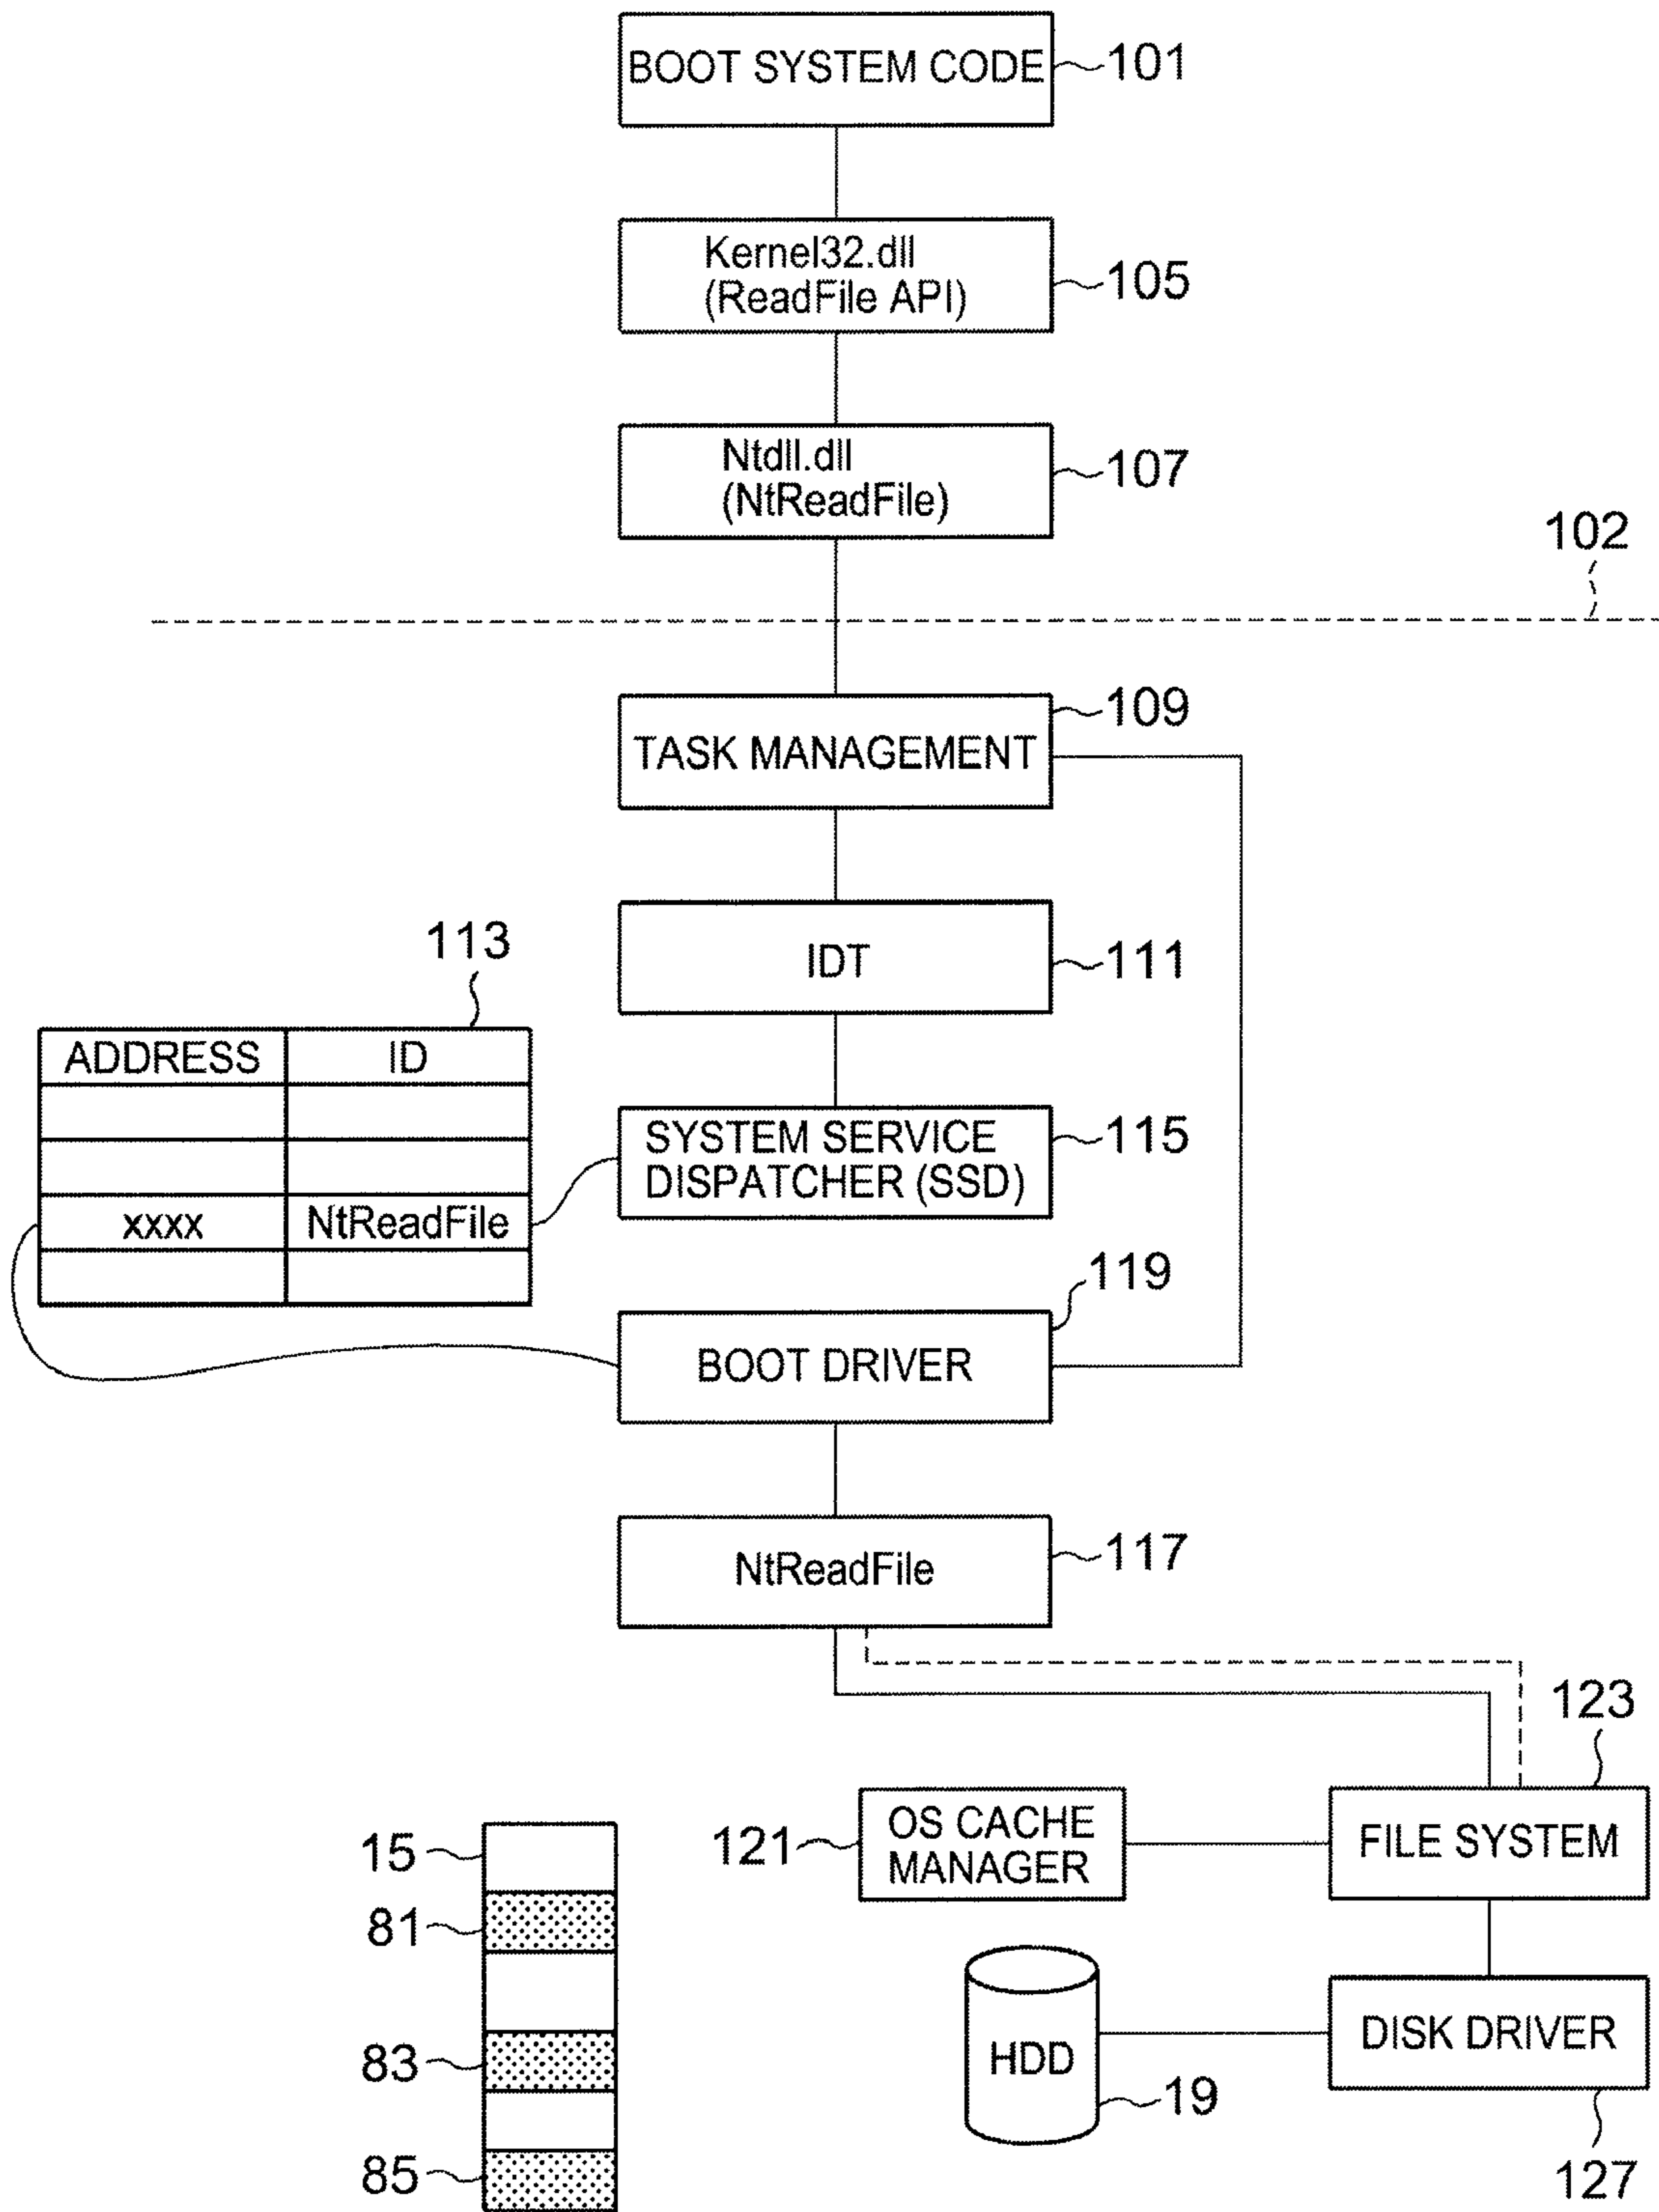 BOOT SYSTEM CODE 101
Kernel32.dll
(ReadFile API)
105
Ntdll.dll
(NtReadFile)
107
102
109
TASK MANAGEMENT
IDT 111
113
ADDRESS ID
xxxx NtReadFile
SYSTEM SERVICE
DISPATCHER (SSD)
115
119
BOOT DRIVER
NtReadFile 117
123
121
OS CACHE
MANAGER
FILE SYSTEM
15
81
83
85
HDD
19
DISK DRIVER
127